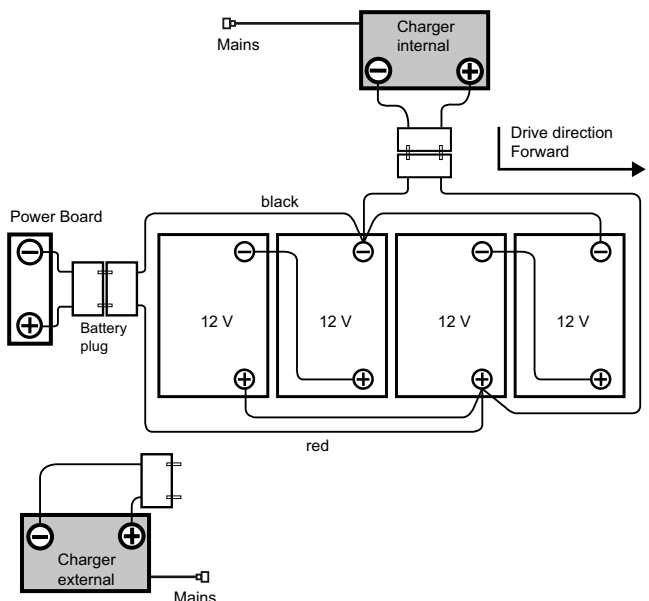 Charger
internal
Mains
Drive direction
Forward
black
Power Board
Battery
plug
12 V
12 V
12 V
12 V
red
Charger
external
Mains